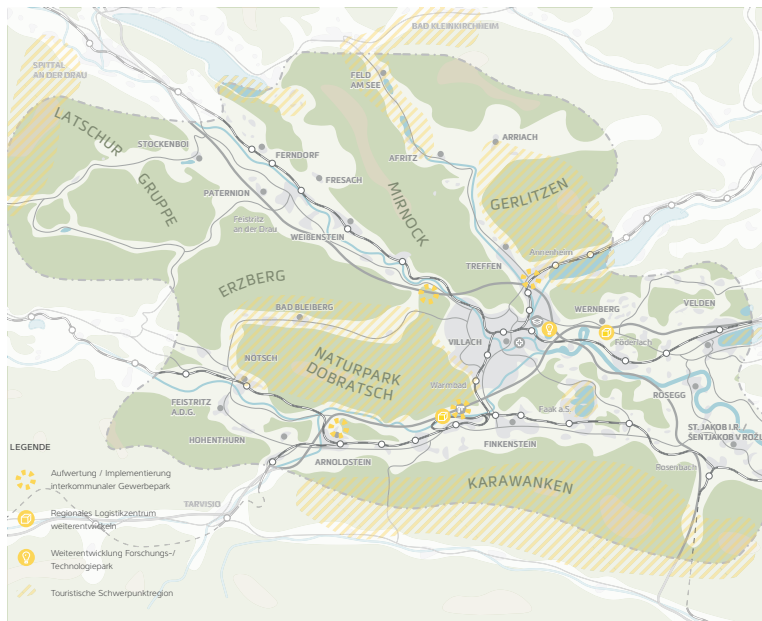 BAD KLEINKIRCHHEIM
SPITTAL
AN DER DRAU
FELD
AM SEE
LATSCHUR
GRUPPE
STOCKENBOI
ARRIACH
FERNDORF
AFRITZ
FRESACH
PATERNION
MIRNOCK
GERLITZEN
Feistritz
an der Drau
WEIßENSTEIN
TREFFEN
Annenheim
ERZBERG
BAD BLEIBERG
WERNBERG
VELDEN
VILLACH
Föderlach
NÖTSCH
NATURPARK
DOBRATSCH
Warmbad
ROSEGG
FEISTRITZ
A.D.G.
Faak a.S.
HOHENTHURN
FINKENSTEIN
ST. JAKOB I.R. /
ŠENTJAKOB V ROŽU
ARNOLDSTEIN
Rosenbach
KARAWANKEN
TARVISIO
LEGENDE
Aufwertung / Implementierung
interkommunaler Gewerbepark
Regionales Logistikzentrum
weiterentwickeln
Weiterentwicklung Forschungs-/
Technologiepark
Touristische Schwerpunktregion